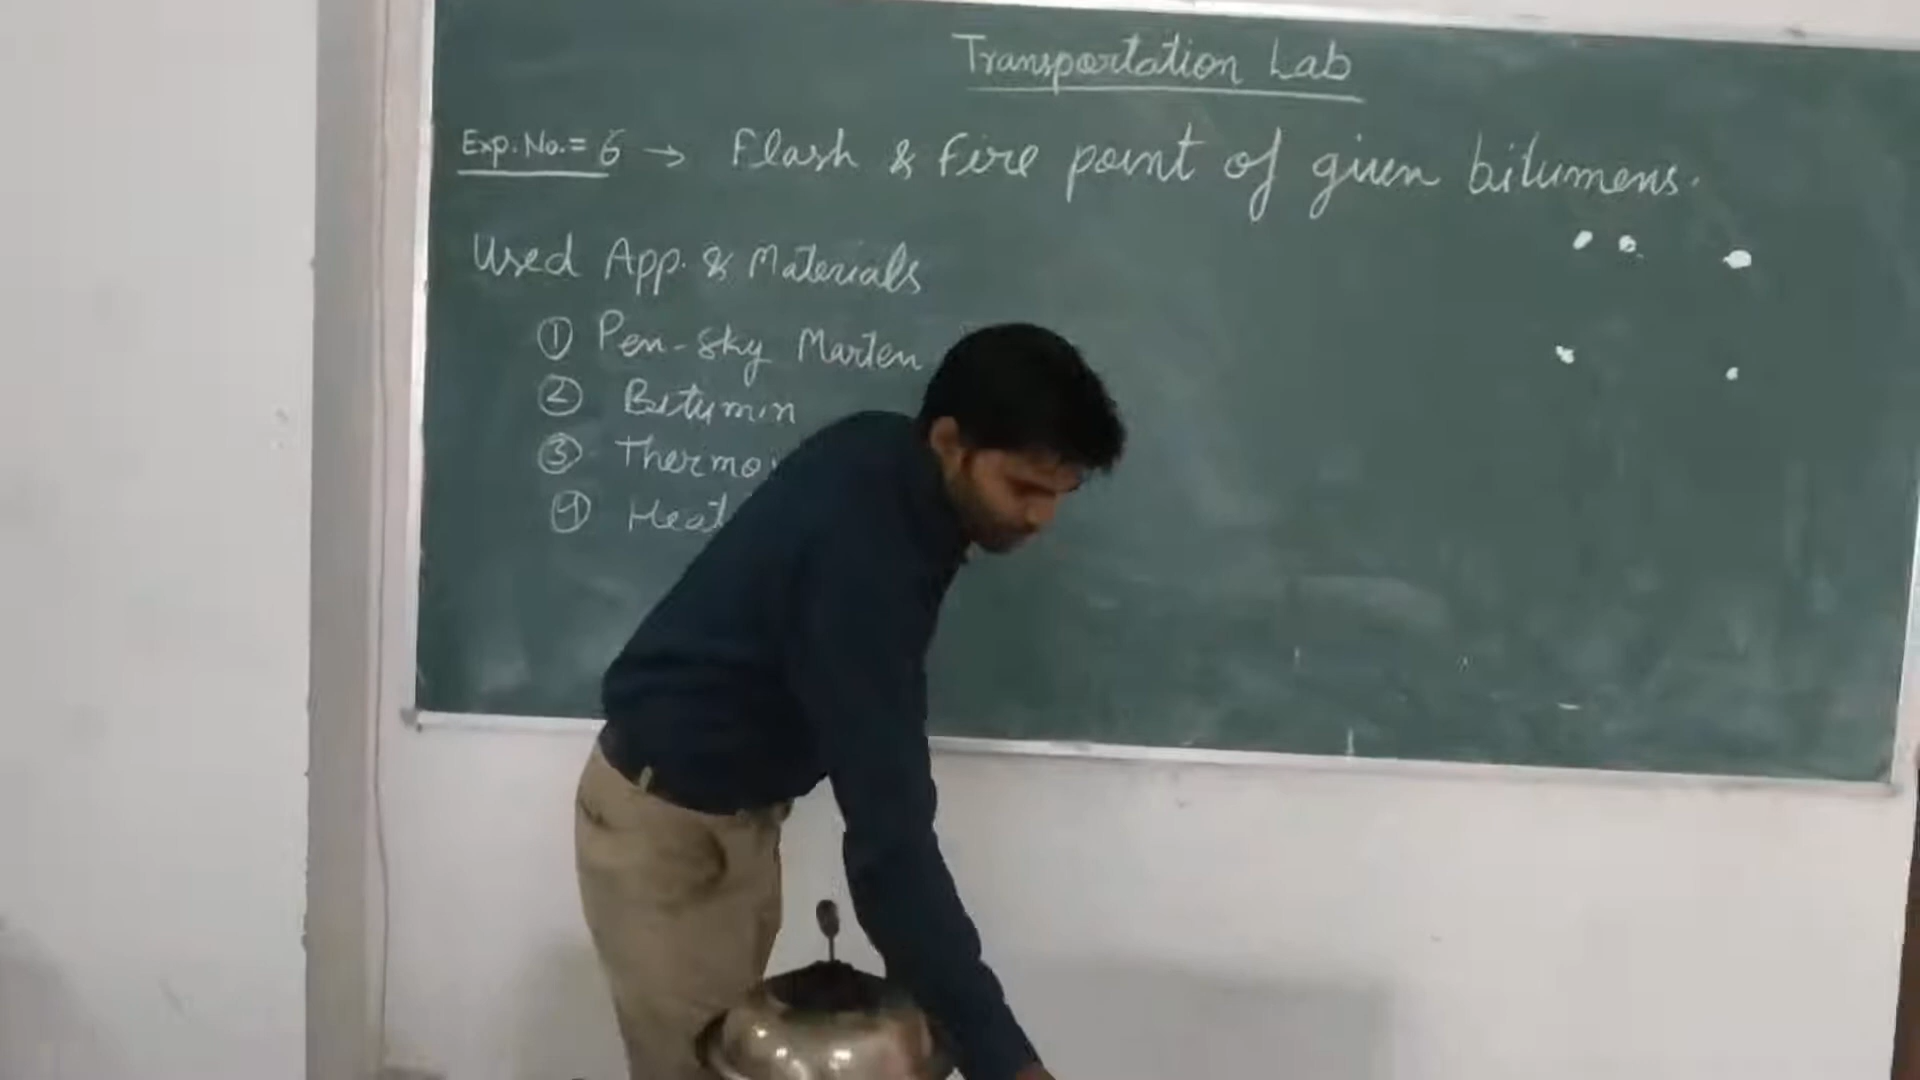 Transportation Lab
Exp. No. = 6 → Flash & Fire point of given bitumens.
Used App. & Materials
① Pen-sky Marten
② Bitumin
③ Thermo
④ Heat